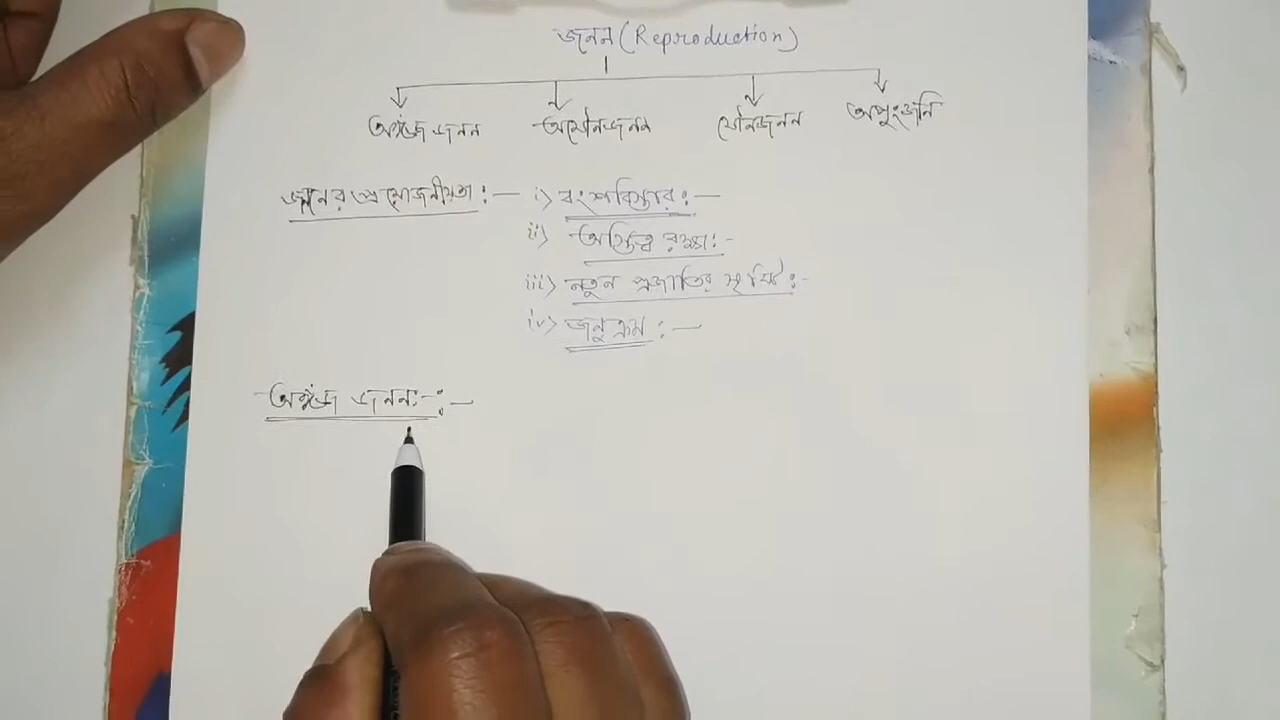 জনন (Reproduction)
অঙ্গজ জনন অযৌনজনন যৌনজনন অপুংজনি
জননের প্রয়োজনীয়তা :— i) বংশবিস্তার :—
ii) অস্তিত্ব রক্ষা :-
iii) নতুন প্রজাতির সৃষ্টি :-
iv) জনুক্রম :—
অঙ্গজ জনন :—